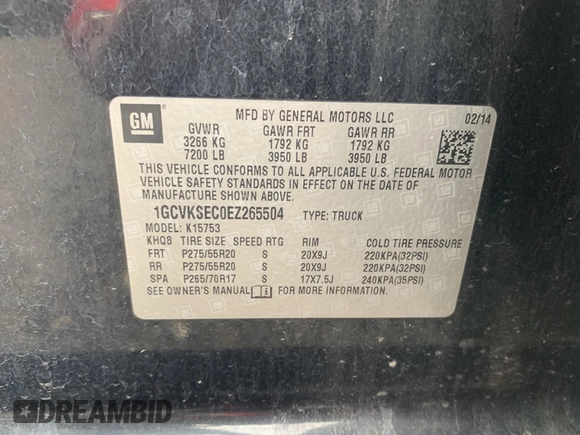 GM
MFD BY GENERAL MOTORS LLC 02/14
GVWR GAWR FRT GAWR RR
3266 KG 1792 KG 1792 KG
7200 LB 3950 LB 3950 LB
THIS VEHICLE CONFORMS TO ALL APPLICABLE U.S. FEDERAL MOTOR
VEHICLE SAFETY STANDARDS IN EFFECT ON THE DATE OF
MANUFACTURE SHOWN ABOVE.
1GCVKSEC0EZ265504 TYPE: TRUCK
MODEL: K15753
KHQ8 TIRE SIZE SPEED RTG RIM COLD TIRE PRESSURE
FRT P275/55R20 S 20X9J 220KPA(32PSI)
RR P275/55R20 S 20X9J 220KPA(32PSI)
SPA P265/70R17 S 17X7.5J 240KPA(35PSI)
SEE OWNER'S MANUAL FOR MORE INFORMATION.
DREAMBID